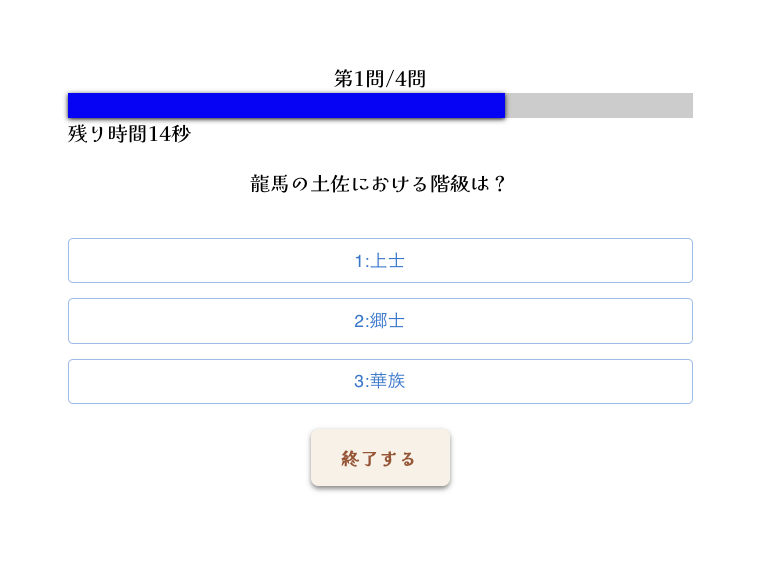 第1問/4問
残り時間14秒
龍馬の土佐における階級は？
1:上士
2:郷士
3:華族
終了する